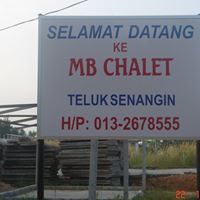 SELAMAT DATANG
KE
MB CHALET
TELUK SENANGIN
H/P: 013-2678555